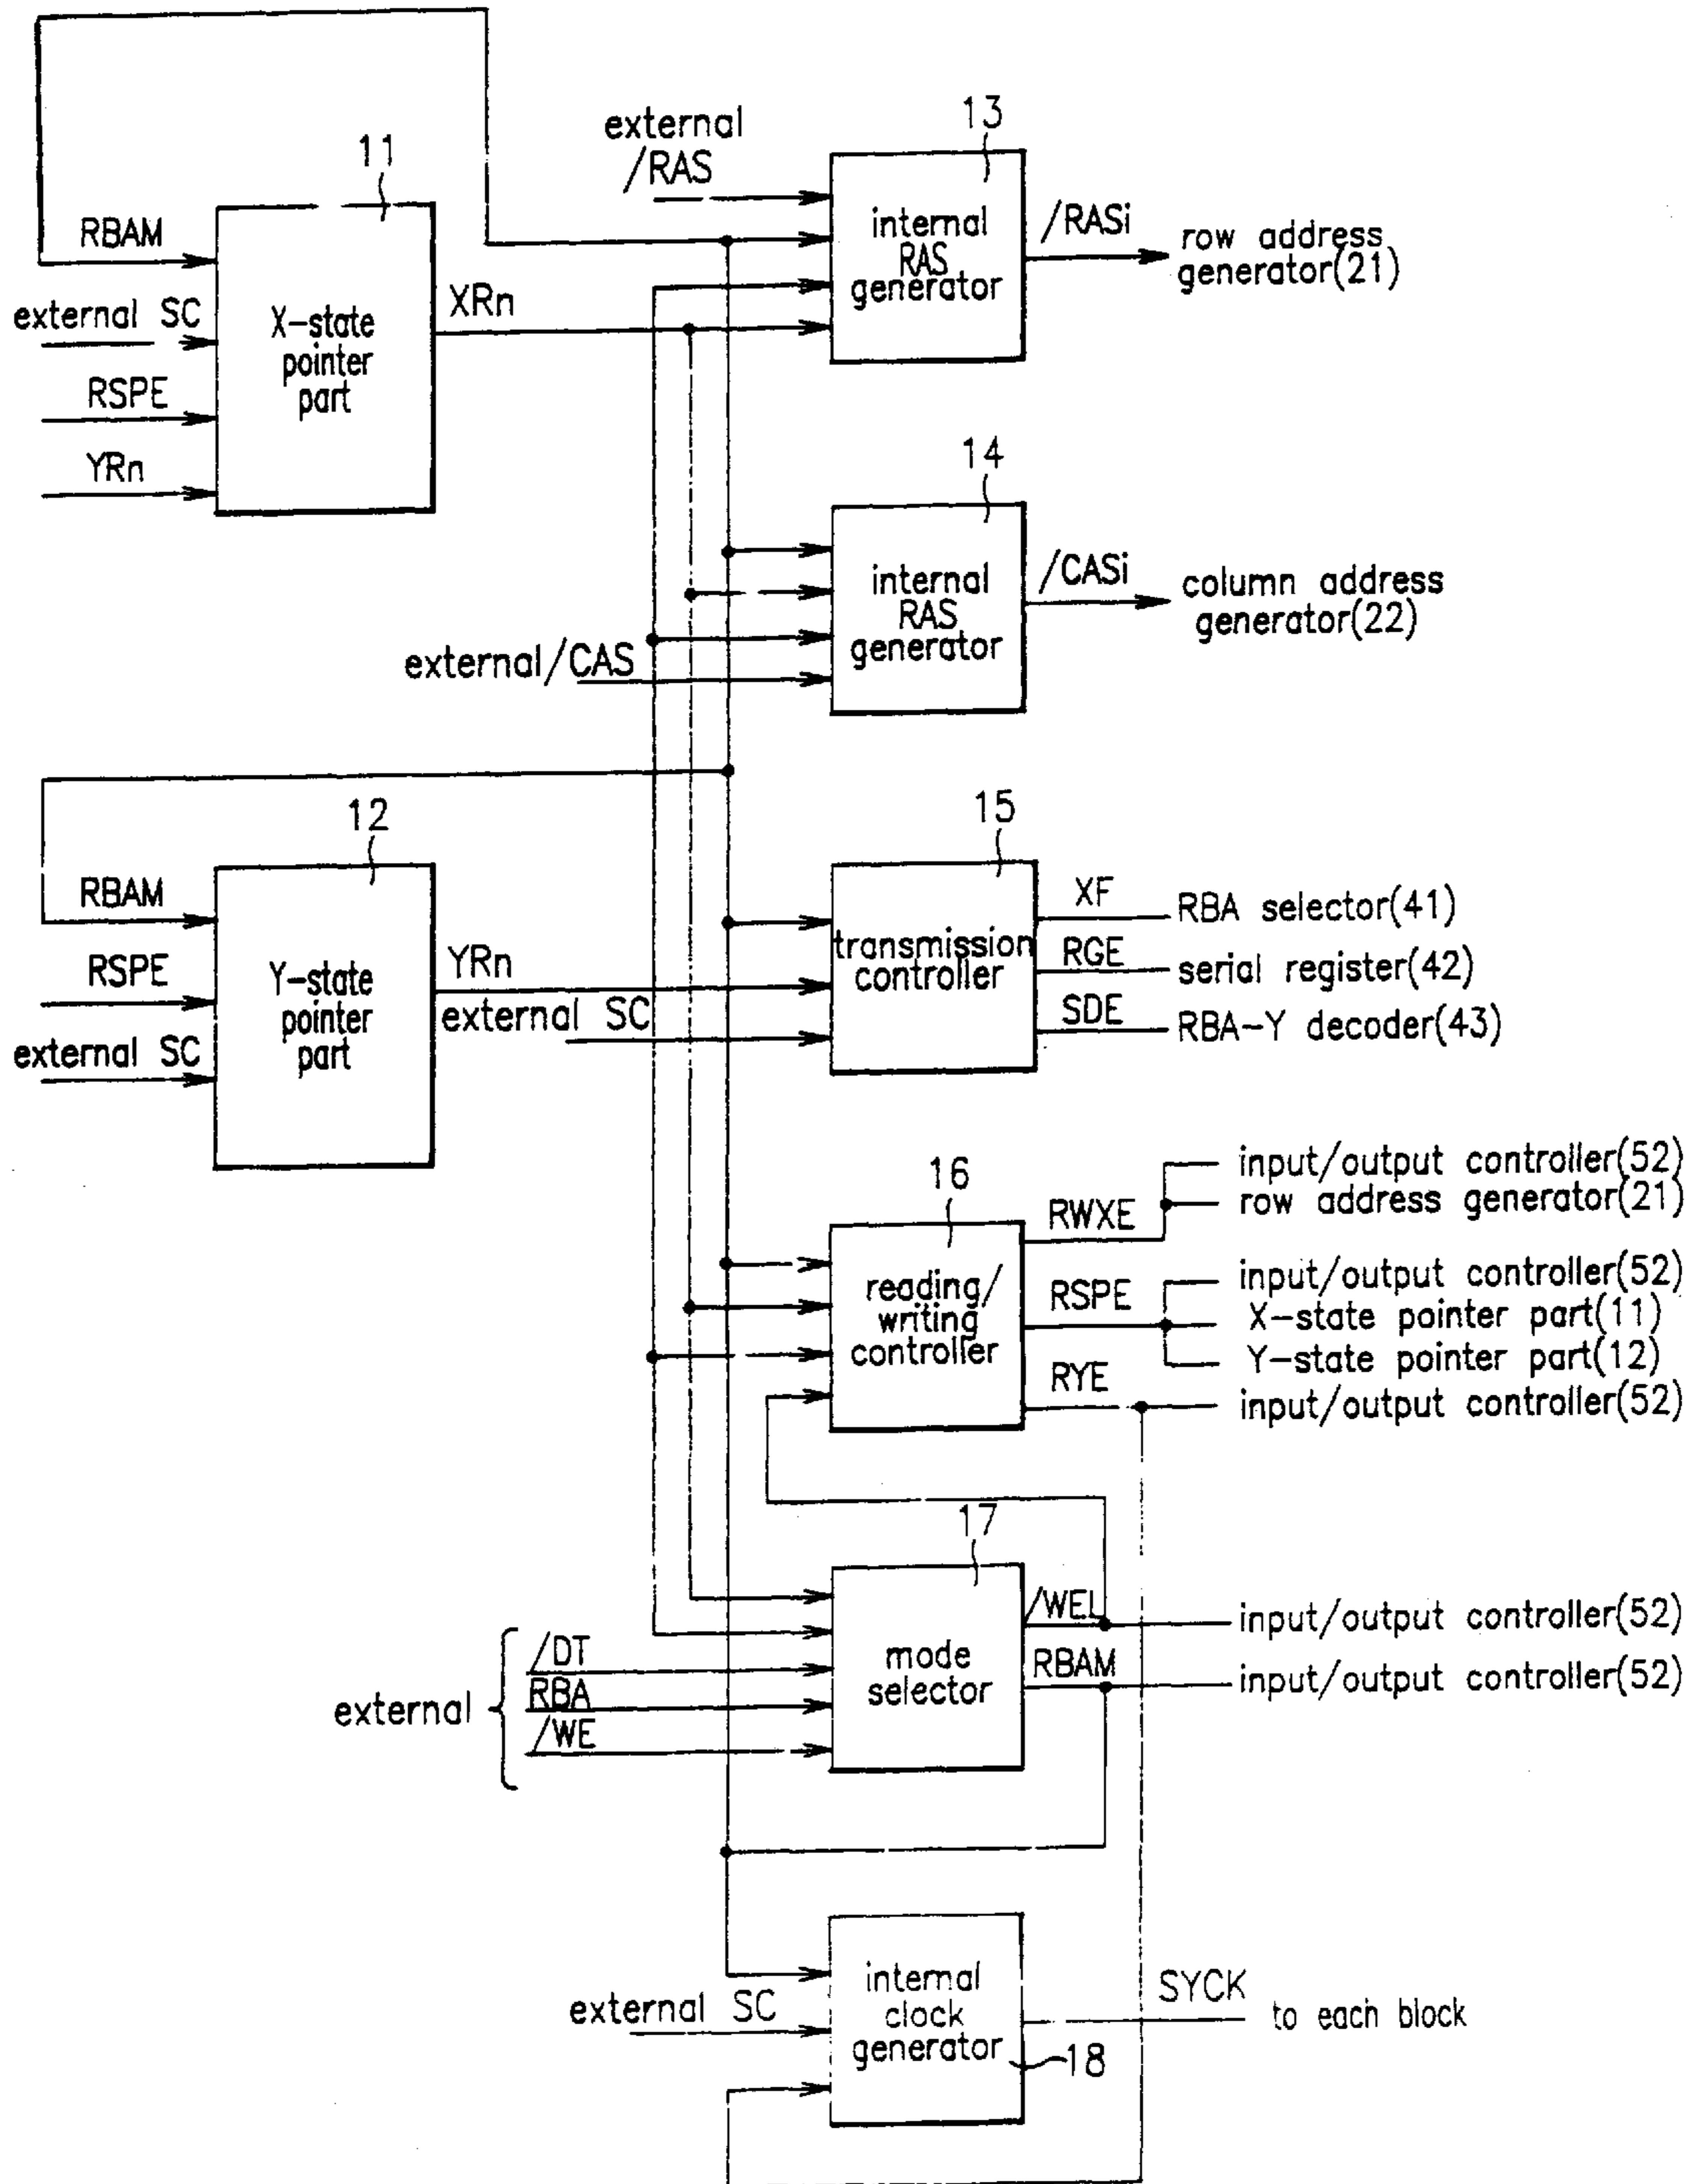 11
RBAM
external SC
RSPE
YRn
X-state
pointer
part
XRn
external
/RAS
13
internal
RAS
generator
/RASi
row address
generator(21)
14
internal
RAS
generator
external/CAS
/CASi
column address
generator(22)
12
RBAM
RSPE
external SC
Y-state
pointer
part
YRn
external SC
15
transmission
controller
XF
RBA selector(41)
RGE
serial register(42)
SDE
RBA-Y decoder(43)
16
reading/
writing
controller
RWXE
input/output controller(52)
row address generator(21)
RSPE
input/output controller(52)
X-state pointer part(11)
Y-state pointer part(12)
RYE
input/output controller(52)
17
external
/DT
RBA
/WE
mode
selector
/WEL
input/output controller(52)
RBAM
input/output controller(52)
external SC
internal
clock
generator
18
SYCK
to each block